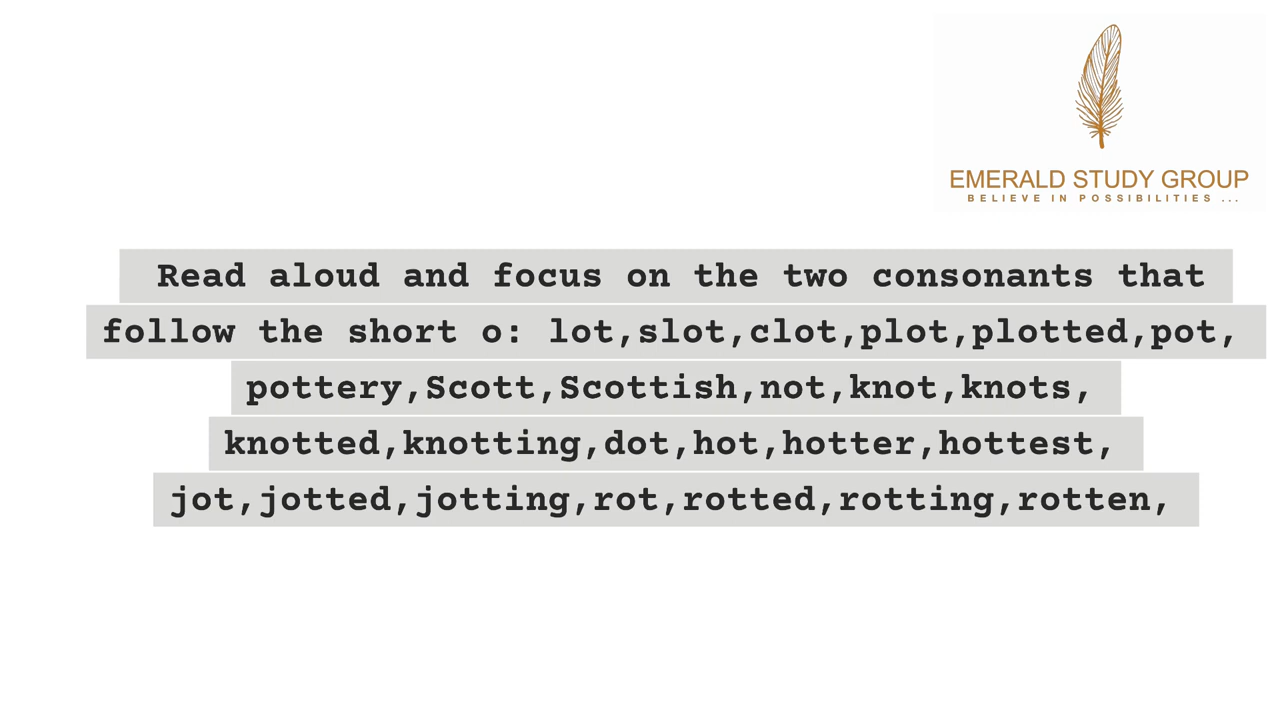 EMERALD STUDY GROUP
BELIEVE IN POSSIBILITIES ...
Read aloud and focus on the two consonants that
follow the short o: lot,slot,clot,plot,plotted,pot,
pottery,Scott,Scottish,not,knot,knots,
knotted,knotting,dot,hot,hotter,hottest,
jot,jotted,jotting,rot,rotted,rotting,rotten,